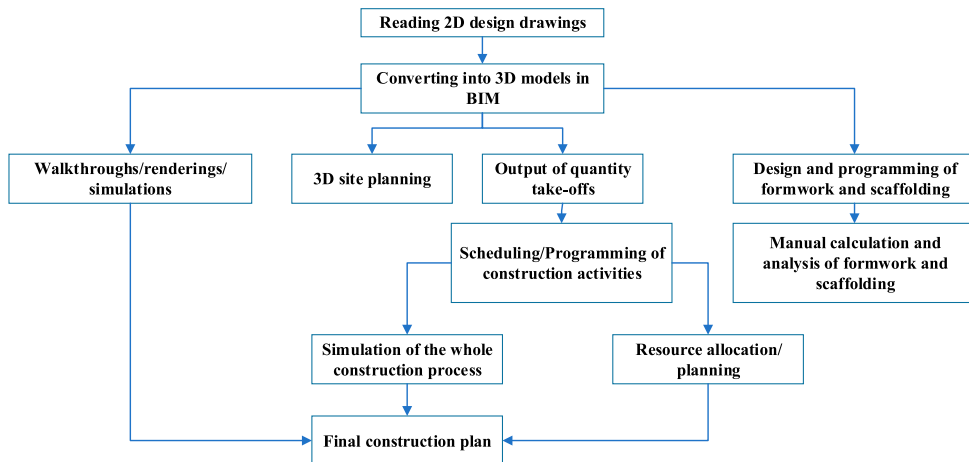 Reading 2D design drawings
Converting into 3D models in
BIM
Walkthroughs/renderings/
simulations
3D site planning
Output of quantity
take-offs
Design and programming of
formwork and scaffolding
Scheduling/Programming of
construction activities
Manual calculation and
analysis of formwork and
scaffolding
Simulation of the whole
construction process
Resource allocation/
planning
Final construction plan